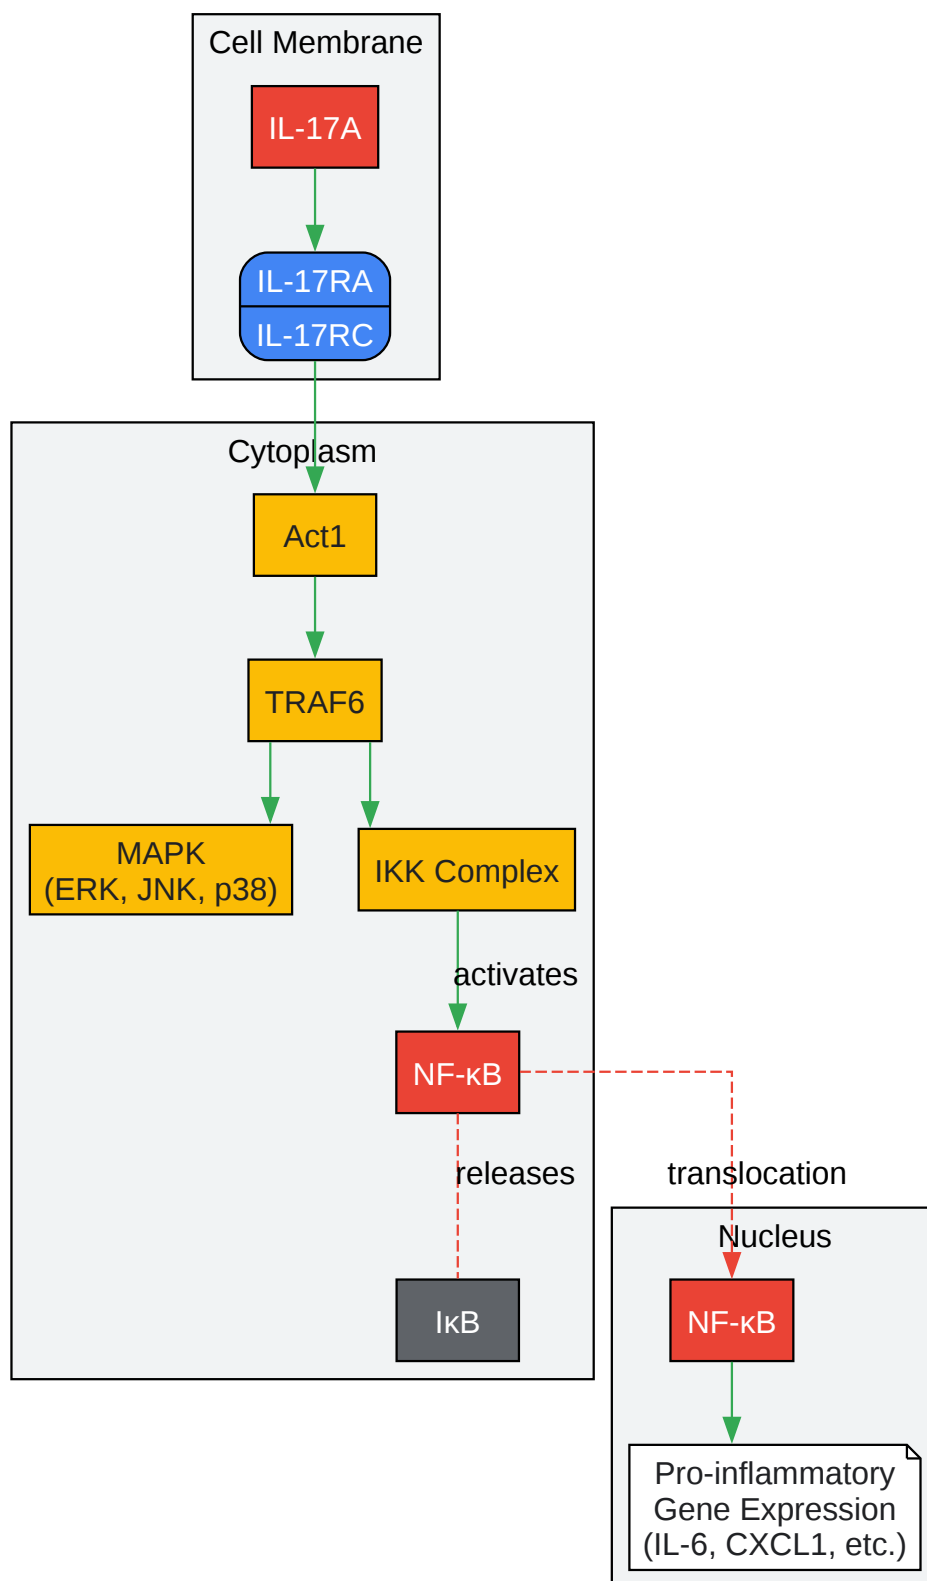 Cell Membrane
IL-17A
IL-17RA
IL-17RC
Cytoplasm
Act1
TRAF6
MAPK
(ERK, JNK, p38)
IKK Complex
activates
NF-κB
releases
translocation
IκB
Nucleus
NF-κB
Pro-inflammatory
Gene Expression
(IL-6, CXCL1, etc.)